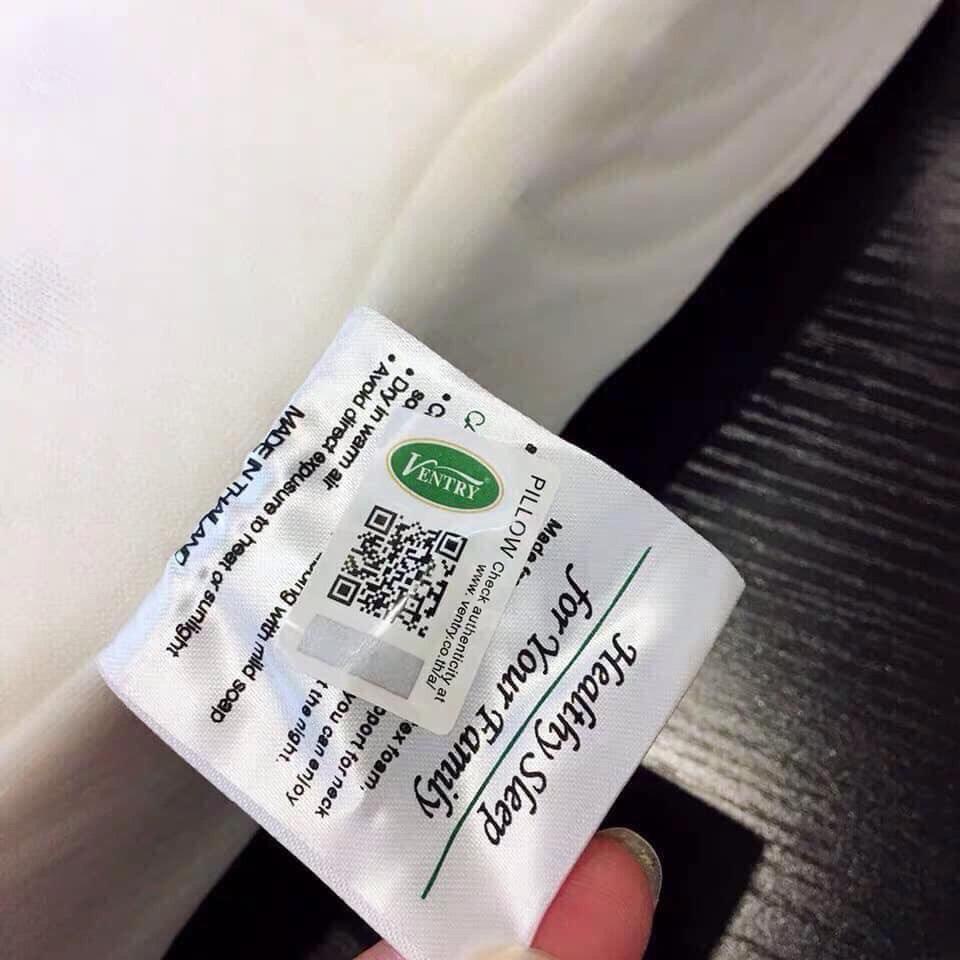 Healthy Sleep
for Your Family
Made
PILLOW Check authenticity at
www.ventry.co.th/a/
VENTRY
ex foam,
pport for neck
you can enjoy
t the night.
ing with mild soap
• Dry in warm air
• Avoid direct expusure to heat or sunlight
MADE IN THAILAND